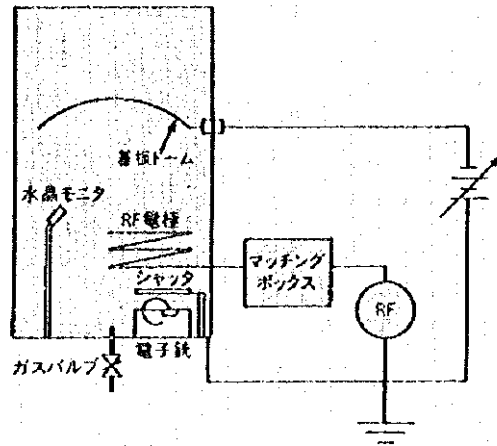 基板ドーム
水晶モニタ
RF電極
マッチング
ボックス
シャッタ
RF
電子銃
ガスバルブ